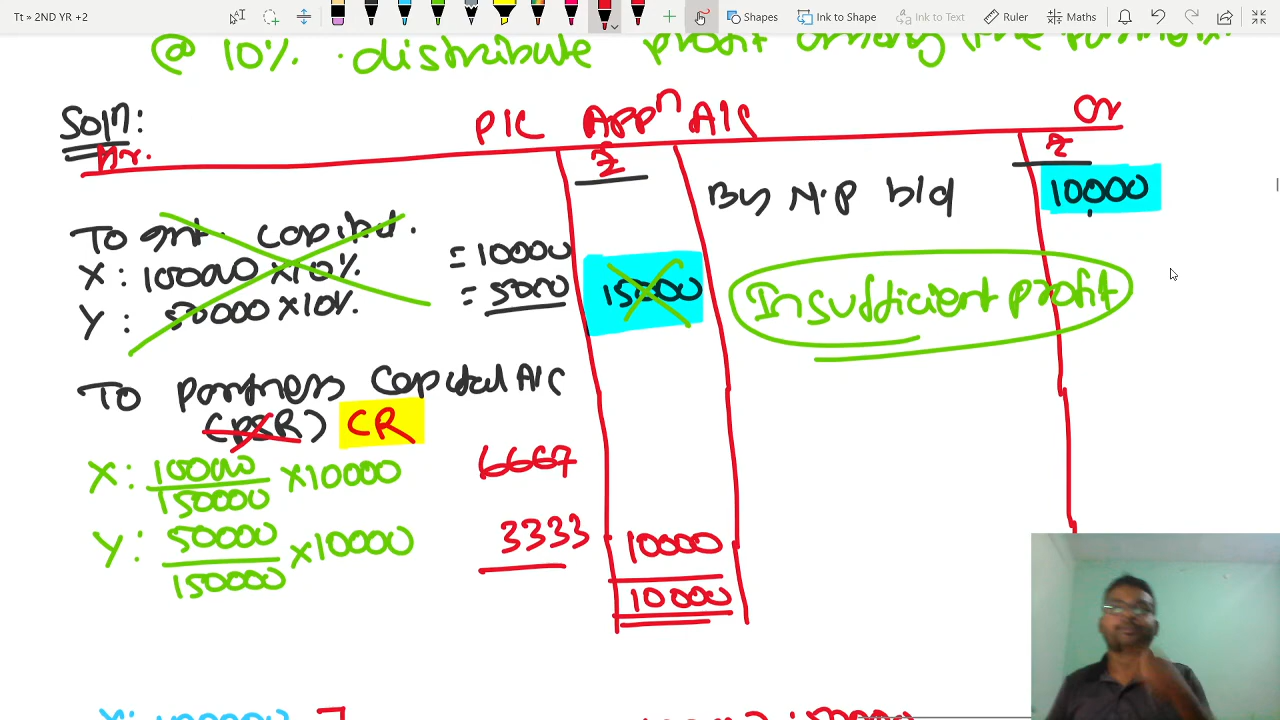 Tt » 2ND YR +2
Shapes Ink to Shape Ink to Text Ruler Maths
@ 10% . distribute profit among the partners.
Soln:
P/L APPn A/C
Dr.
Cr
₹
₹
By N.P b/d 10000
To Int. capital.
X : 100000 x 10% = 10000
Y : 50000 x 10% = 5000 15000
Insufficient profit
To partners Capital A/C
(PSR) CR
X : 100000/150000 x 10000 6667
Y : 50000/150000 x 10000 3333 10000
10000